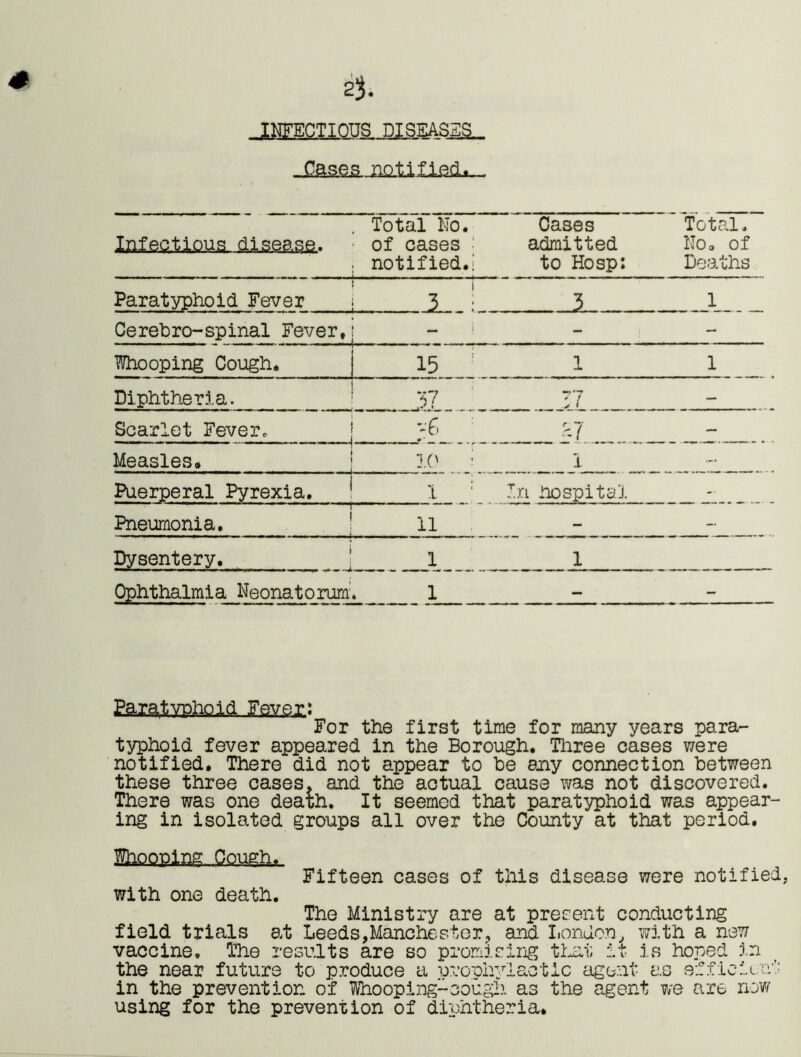 23.
INFECTIOUS DISEASES
Cases notified.
Infectious disease. Total No. of cases notified. Cases admitted to Hosp: Total. No. of Deaths.
Paratyphoid Fever 3 3 1
Cerebro-spinal Fever. - - -
Whooping Cough. 15 1 1
Diphtheria. 37 37 -
Scarlet Fever. 27 -
Measles. 10 1 -
Puerperal Pyrexia. 1 In hospital -
Pneumonia. 11 - -
Dysentery. 1 1
Ophthalmia Neonatorum. 1 - -
Paratyphoid Fever:
For the first time for many years para-
typhoid fever appeared in the Borough. Three cases were
notified. There did not appear to be any connection between
these three cases, and the actual cause was not discovered.
There was one death. It seemed that paratyphoid was appear-
ing in isolated groups all over the County at that period.
Whooping Cough.
Fifteen cases of this disease were notified,
with one death.
The Ministry are at present conducting
field trials at Leeds,Manchester, and London, with a new
vaccine. The results are so promising that it is hoped in
the near future to produce a prophylactic agent as efficient
in the prevention of Whooping-cough as the agent we are now
using for the prevention of diphtheria.